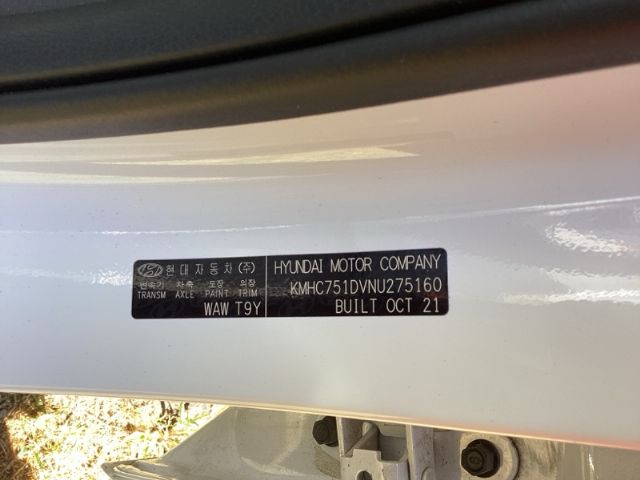 현대자동차(주)
변속기 차축 도장 의장
TRANSM AXLE PAINT TRIM
WAW T9Y
HYUNDAI MOTOR COMPANY
KMHC751DVNU275160
BUILT OCT 21